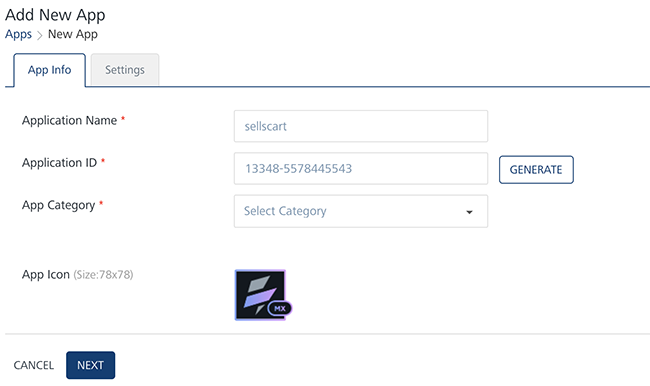 Add New App
Apps > New App
App Info Settings
Application Name *
sellscart
Application ID *
13348-5578445543
GENERATE
App Category *
Select Category
App Icon (Size:78x78)
MX
CANCEL NEXT